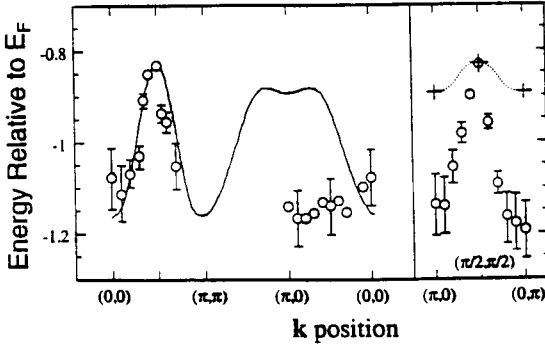 Energy Relative to E_F
-0.8
-1
-1.2
(0,0)
(π,π)
(π,0)
(0,0)
(π/2,π/2)
(π,0)
(0,π)
k position